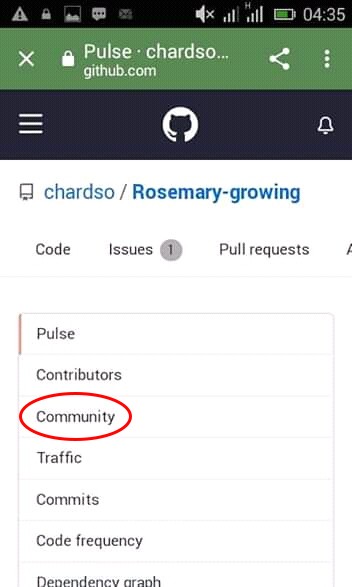 H
04:35
Pulse · chardso...
github.com
chardso / Rosemary-growing
Code Issues 1 Pull requests A
Pulse
Contributors
Community
Traffic
Commits
Code frequency
Dependency graph